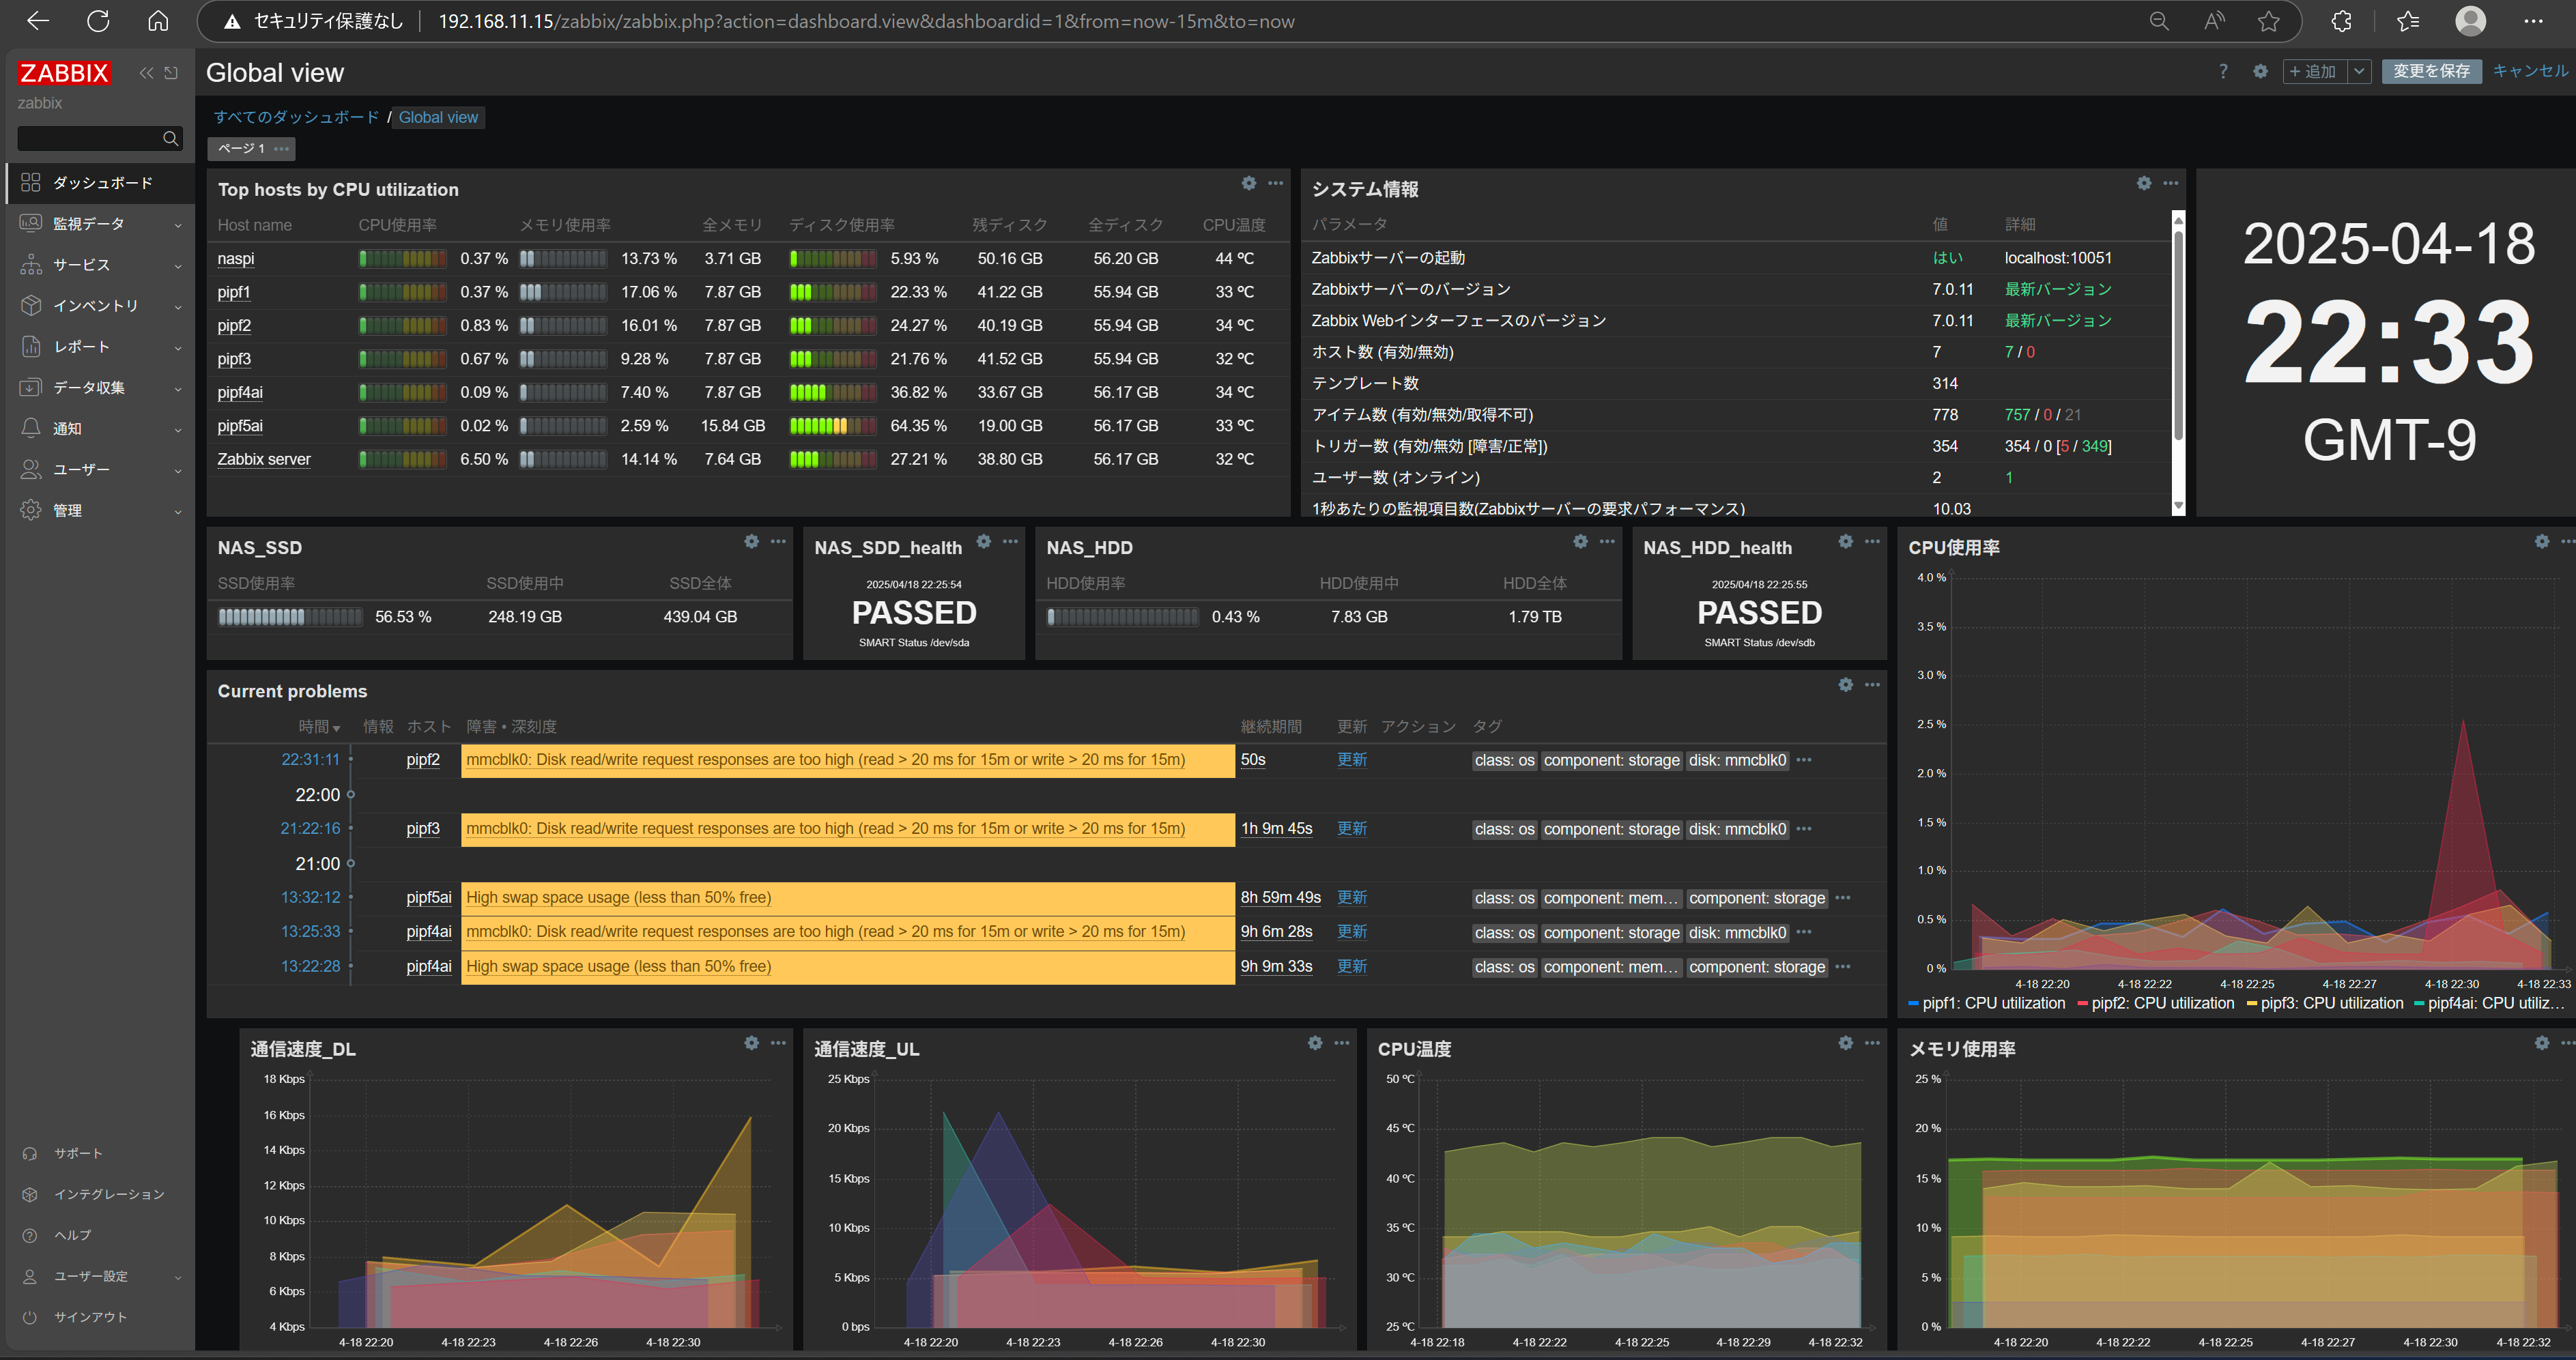 セキュリティ保護なし 192.168.11.15/zabbix/zabbix.php?action=dashboard.view&dashboardid=1&from=now-15m&to=now
ZABBIX
zabbix
ダッシュボード
監視データ
サービス
インベントリ
レポート
データ収集
通知
ユーザー
管理
サポート
インテグレーション
ヘルプ
ユーザー設定
サインアウト
Global view
? + 追加 変更を保存 キャンセル
すべてのダッシュボード / Global view
ページ 1
Top hosts by CPU utilization
Host name CPU使用率 メモリ使用率 全メモリ ディスク使用率 残ディスク 全ディスク CPU温度
naspi 0.37 % 13.73 % 3.71 GB 5.93 % 50.16 GB 56.20 GB 44 ºC
pipf1 0.37 % 17.06 % 7.87 GB 22.33 % 41.22 GB 55.94 GB 33 ºC
pipf2 0.83 % 16.01 % 7.87 GB 24.27 % 40.19 GB 55.94 GB 34 ºC
pipf3 0.67 % 9.28 % 7.87 GB 21.76 % 41.52 GB 55.94 GB 32 ºC
pipf4ai 0.09 % 7.40 % 7.87 GB 36.82 % 33.67 GB 56.17 GB 34 ºC
pipf5ai 0.02 % 2.59 % 15.84 GB 64.35 % 19.00 GB 56.17 GB 33 ºC
Zabbix server 6.50 % 14.14 % 7.64 GB 27.21 % 38.80 GB 56.17 GB 32 ºC
システム情報
パラメータ 値 詳細
Zabbixサーバーの起動 はい localhost:10051
Zabbixサーバーのバージョン 7.0.11 最新バージョン
Zabbix Webインターフェースのバージョン 7.0.11 最新バージョン
ホスト数 (有効/無効) 7 7 / 0
テンプレート数 314
アイテム数 (有効/無効/取得不可) 778 757 / 0 / 21
トリガー数 (有効/無効 [障害/正常]) 354 354 / 0 [5 / 349]
ユーザー数 (オンライン) 2 1
1秒あたりの監視項目数(Zabbixサーバーの要求パフォーマンス) 10.03
2025-04-18
22:33
GMT-9
NAS_SSD
SSD使用率 SSD使用中 SSD全体
56.53 % 248.19 GB 439.04 GB
NAS_SDD_health
2025/04/18 22:25:54
PASSED
SMART Status /dev/sda
NAS_HDD
HDD使用率 HDD使用中 HDD全体
0.43 % 7.83 GB 1.79 TB
NAS_HDD_health
2025/04/18 22:25:55
PASSED
SMART Status /dev/sdb
CPU使用率
4.0 %
3.5 %
3.0 %
2.5 %
2.0 %
1.5 %
1.0 %
0.5 %
0 %
4-18 22:20 4-18 22:22 4-18 22:25 4-18 22:27 4-18 22:30 4-18 22:33
pipf1: CPU utilization pipf2: CPU utilization pipf3: CPU utilization pipf4ai: CPU utiliz...
Current problems
時間 情報 ホスト 障害・深刻度 継続期間 更新 アクション タグ
22:31:11 pipf2 mmcblk0: Disk read/write request responses are too high (read > 20 ms for 15m or write > 20 ms for 15m) 50s 更新 class: os component: storage disk: mmcblk0
22:00
21:22:16 pipf3 mmcblk0: Disk read/write request responses are too high (read > 20 ms for 15m or write > 20 ms for 15m) 1h 9m 45s 更新 class: os component: storage disk: mmcblk0
21:00
13:32:12 pipf5ai High swap space usage (less than 50% free) 8h 59m 49s 更新 class: os component: mem... component: storage
13:25:33 pipf4ai mmcblk0: Disk read/write request responses are too high (read > 20 ms for 15m or write > 20 ms for 15m) 9h 6m 28s 更新 class: os component: storage disk: mmcblk0
13:22:28 pipf4ai High swap space usage (less than 50% free) 9h 9m 33s 更新 class: os component: mem... component: storage
通信速度_DL
18 Kbps
16 Kbps
14 Kbps
12 Kbps
10 Kbps
8 Kbps
6 Kbps
4 Kbps
4-18 22:20 4-18 22:23 4-18 22:26 4-18 22:30
通信速度_UL
25 Kbps
20 Kbps
15 Kbps
10 Kbps
5 Kbps
0 bps
4-18 22:20 4-18 22:23 4-18 22:26 4-18 22:30
CPU温度
50 ºC
45 ºC
40 ºC
35 ºC
30 ºC
25 ºC
4-18 22:18 4-18 22:22 4-18 22:25 4-18 22:29 4-18 22:32
メモリ使用率
25 %
20 %
15 %
10 %
5 %
0 %
4-18 22:20 4-18 22:22 4-18 22:25 4-18 22:27 4-18 22:30 4-18 22:32